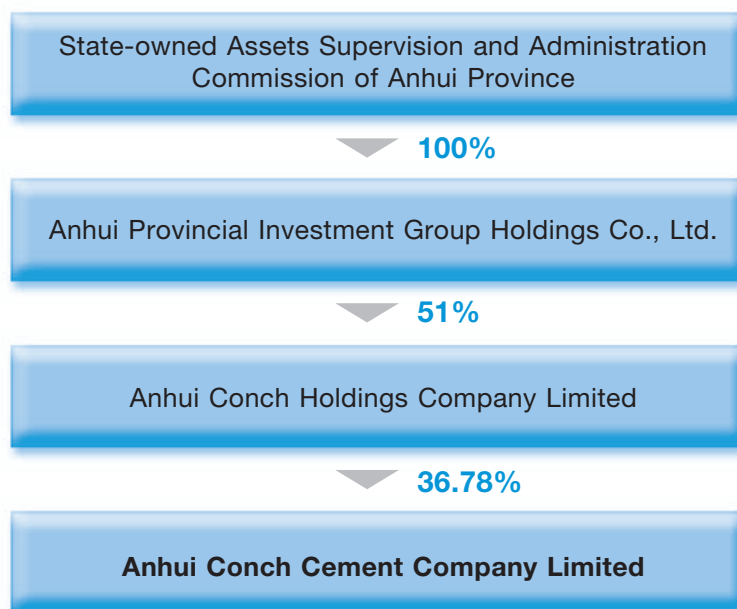 State-owned Assets Supervision and Administration
Commission of Anhui Province
100%
Anhui Provincial Investment Group Holdings Co., Ltd.
51%
Anhui Conch Holdings Company Limited
36.78%
Anhui Conch Cement Company Limited